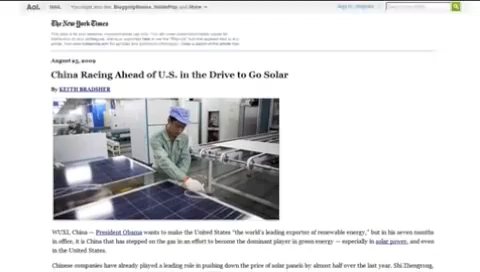 Aol. Mail
You might also like: BloggingStocks, WalletPop and More
Sign In / Register
The New York Times
August 25, 2009
China Racing Ahead of U.S. in the Drive to Go Solar
By KEITH BRADSHER
WUXI, China — President Obama wants to make the United States "the world's leading exporter of renewable energy," but in his seven months
in office, it is China that has stepped on the gas in an effort to become the dominant player in green energy — especially in solar power, and even
in the United States.
Chinese companies have already played a leading role in pushing down the price of solar panels by almost half over the last year. Shi Zhengrong,